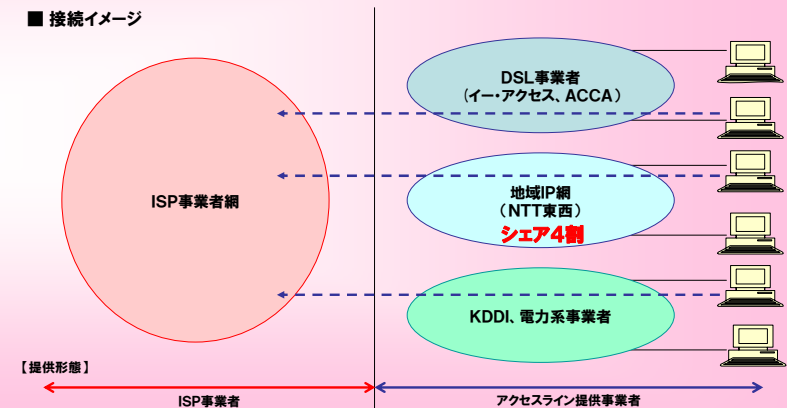 ■ 接続イメージ
DSL事業者
(イー・アクセス、ACCA)
ISP事業者網
地域IP網
(NTT東西)
シェア4割
KDDI、電力系事業者
【提供形態】
ISP事業者
アクセスライン提供事業者